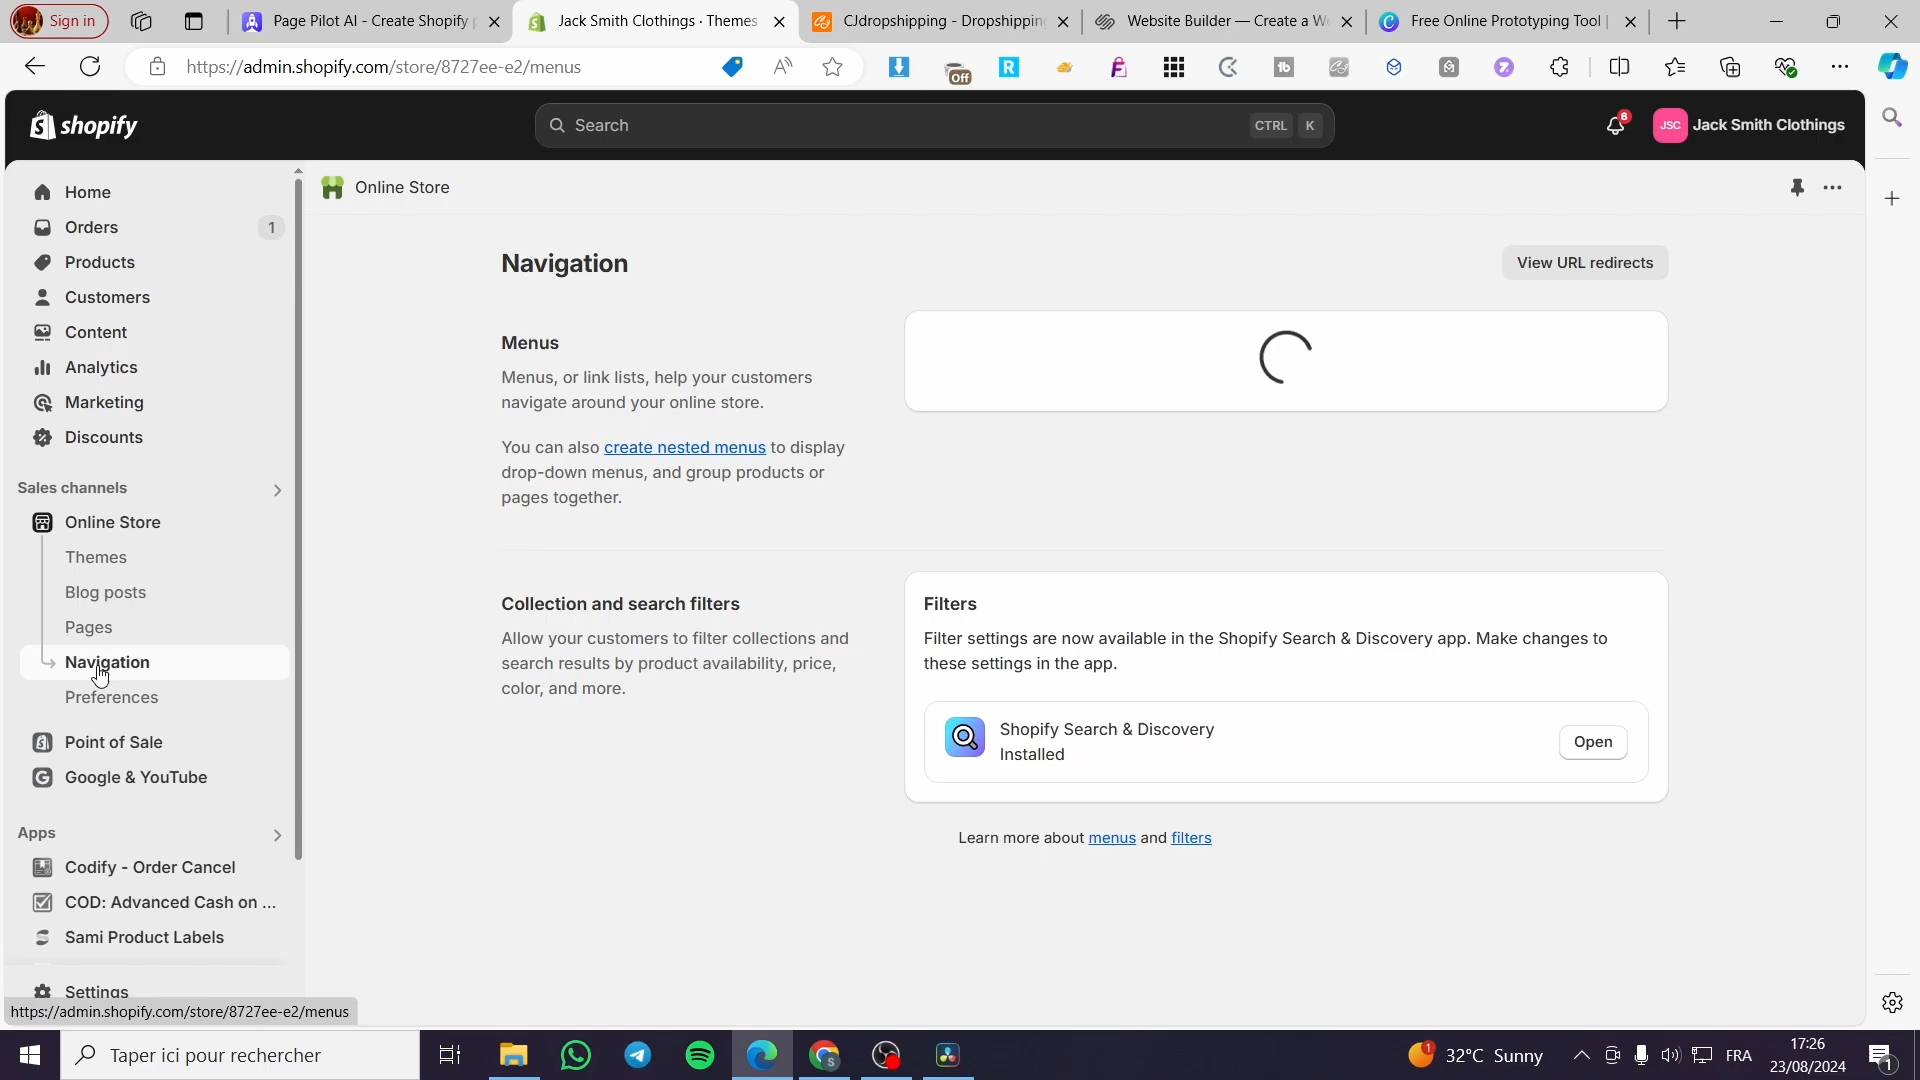 Sign in
Page Pilot AI - Create Shopify p
Jack Smith Clothings · Themes
CJdropshipping - Dropshipping
Website Builder — Create a We
Free Online Prototyping Tool |
https://admin.shopify.com/store/8727ee-e2/menus
Off
shopify
Search
CTRL K
6
JSC
Jack Smith Clothings
Home
Orders
1
Products
Customers
Content
Analytics
Marketing
Discounts
Sales channels
Online Store
Themes
Blog posts
Pages
Navigation
Preferences
Point of Sale
Google & YouTube
Apps
Codify - Order Cancel
COD: Advanced Cash on ...
Sami Product Labels
Settings
https://admin.shopify.com/store/8727ee-e2/menus
Online Store
Navigation
View URL redirects
Menus
Menus, or link lists, help your customers
navigate around your online store.
You can also create nested menus to display
drop-down menus, and group products or
pages together.
Collection and search filters
Allow your customers to filter collections and
search results by product availability, price,
color, and more.
Filters
Filter settings are now available in the Shopify Search & Discovery app. Make changes to
these settings in the app.
Shopify Search & Discovery
Installed
Open
Learn more about menus and filters
Taper ici pour rechercher
1
32°C Sunny
FRA
17:26
23/08/2024
1